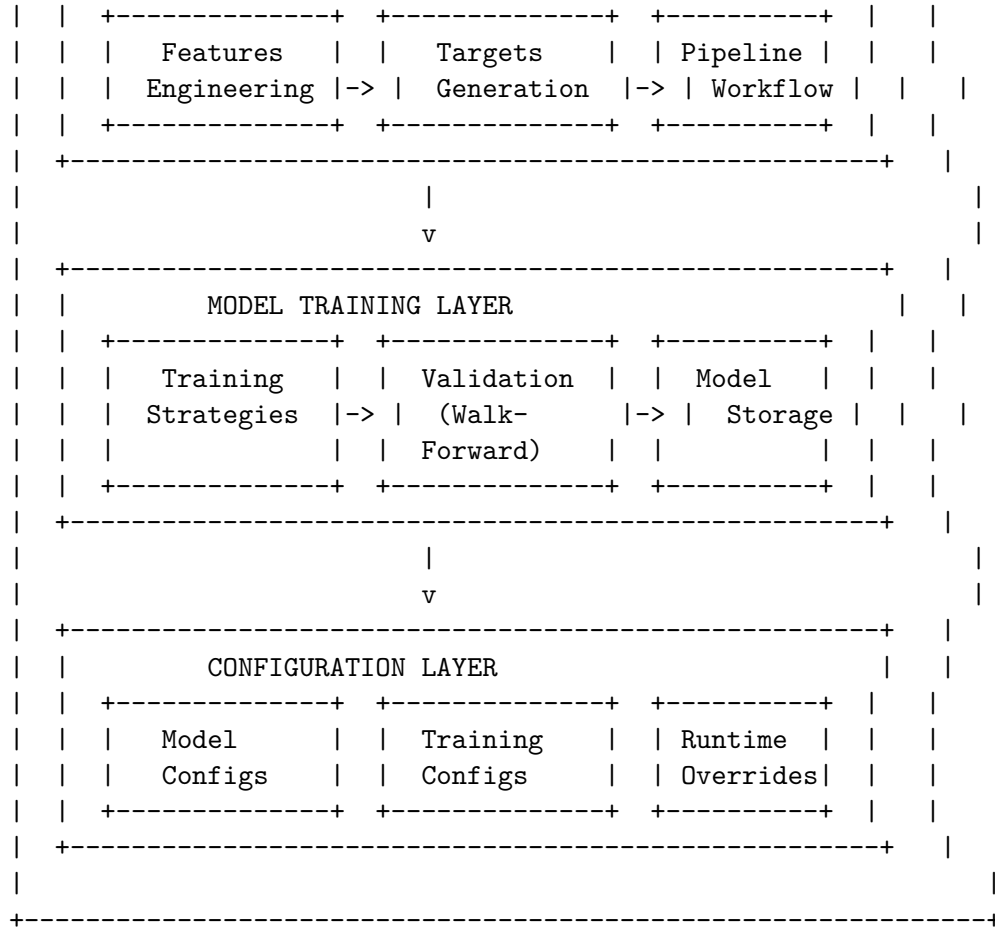 |  |  +--------------+  +--------------+  +----------+  |   |
|  |  |   Features   |  |   Targets    |  | Pipeline |  |   |
|  |  |  Engineering |-> |  Generation  |-> | Workflow |  |   |
|  |  +--------------+  +--------------+  +----------+  |   |
|  +-----------------------------------------------------+   |
|                          |                                   |
|                          v                                   |
|  +-----------------------------------------------------+   |
|  |         MODEL TRAINING LAYER                         |   |
|  |  +--------------+  +--------------+  +----------+  |   |
|  |  |   Training   |  |  Validation  |  |  Model   |  |   |
|  |  |  Strategies  |-> |   (Walk-     |-> |  Storage |  |   |
|  |  |              |  |  Forward)    |  |          |  |   |
|  |  +--------------+  +--------------+  +----------+  |   |
|  +-----------------------------------------------------+   |
|                          |                                   |
|                          v                                   |
|  +-----------------------------------------------------+   |
|  |         CONFIGURATION LAYER                         |   |
|  |  +--------------+  +--------------+  +----------+  |   |
|  |  |   Model      |  |  Training    |  | Runtime  |  |   |
|  |  |   Configs    |  |  Configs     |  | Overrides|  |   |
|  |  +--------------+  +--------------+  +----------+  |   |
|  +-----------------------------------------------------+   |
|                                                               |
+---------------------------------------------------------------+